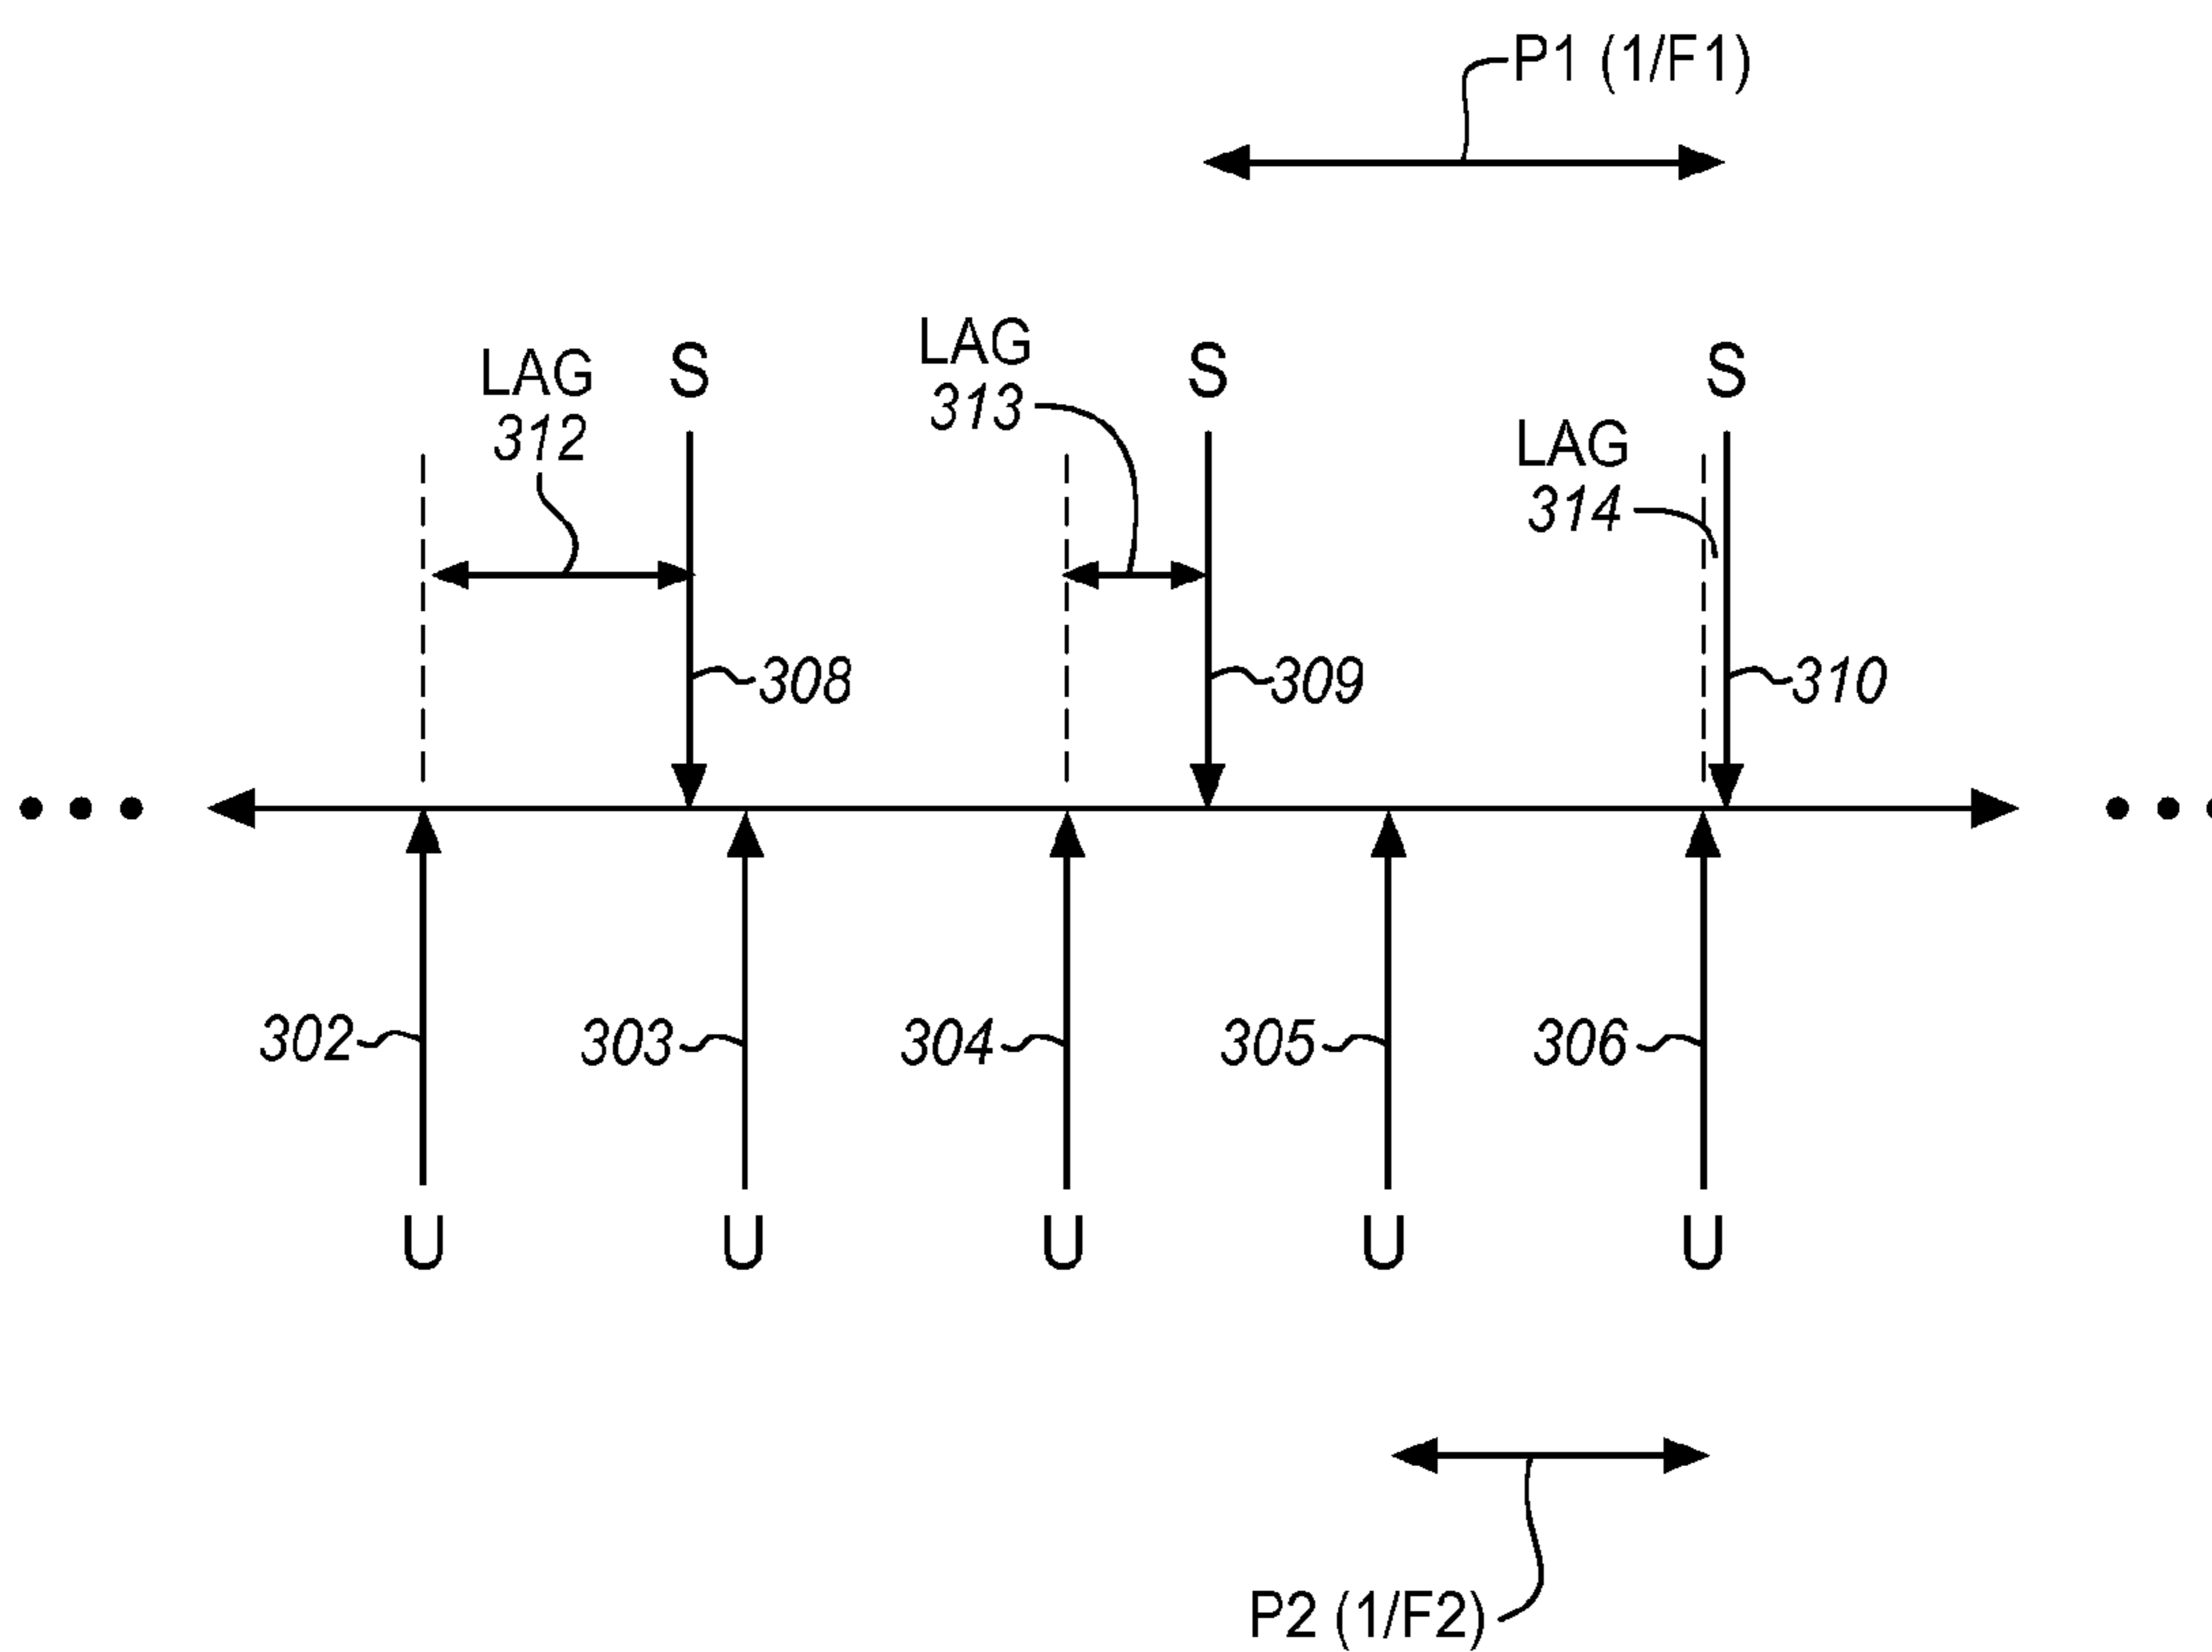 P1 (1/F1)
LAG
312
S
LAG
313
S
LAG
314
S
308
309
310
302
303
304
305
306
U
U
U
U
U
P2 (1/F2)